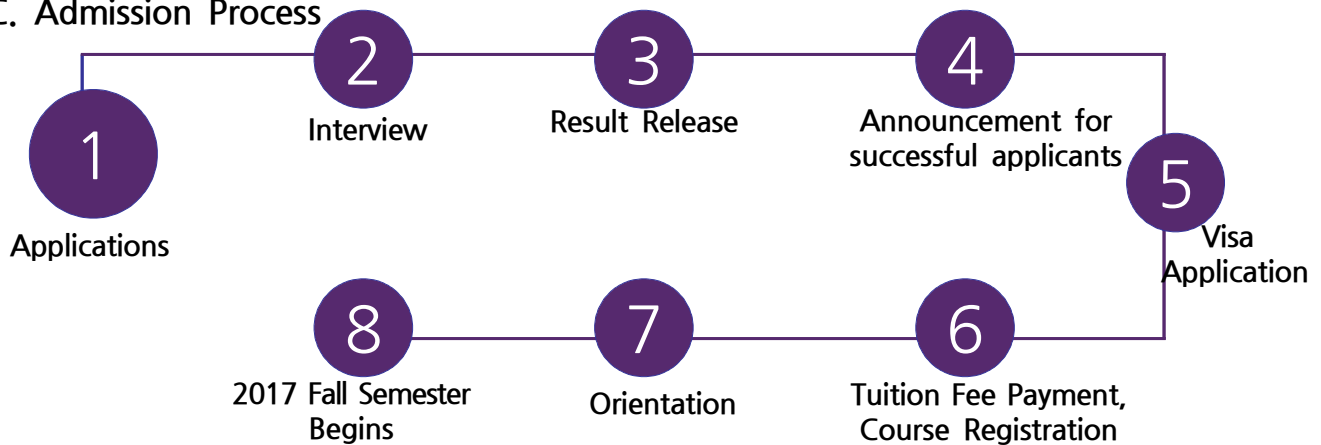 C. Admission Process
1
Applications
2
Interview
3
Result Release
4
Announcement for
successful applicants
5
Visa
Application
6
Tuition Fee Payment,
Course Registration
7
Orientation
8
2017 Fall Semester
Begins